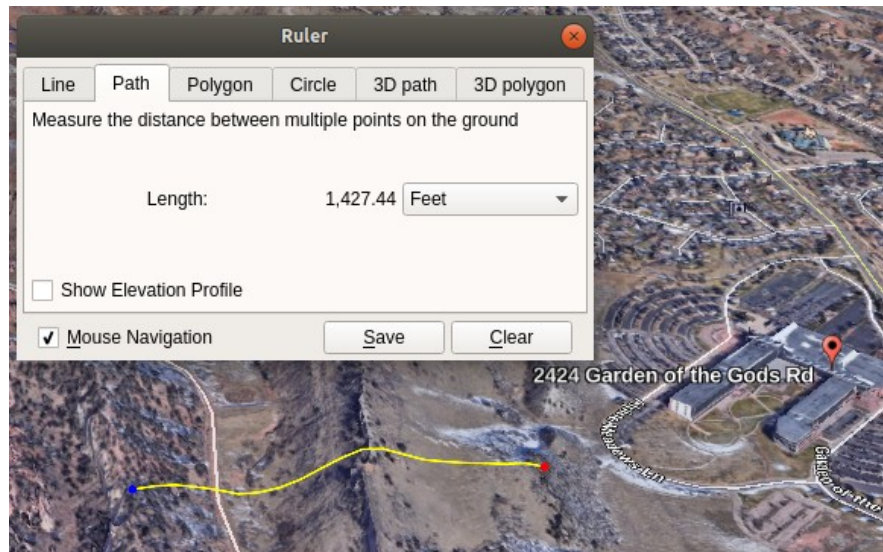 Ruler
Line Path Polygon Circle 3D path 3D polygon
Measure the distance between multiple points on the ground
Length: 1,427.44 Feet
Show Elevation Profile
Mouse Navigation Save Clear
2424 Garden of the Gods Rd